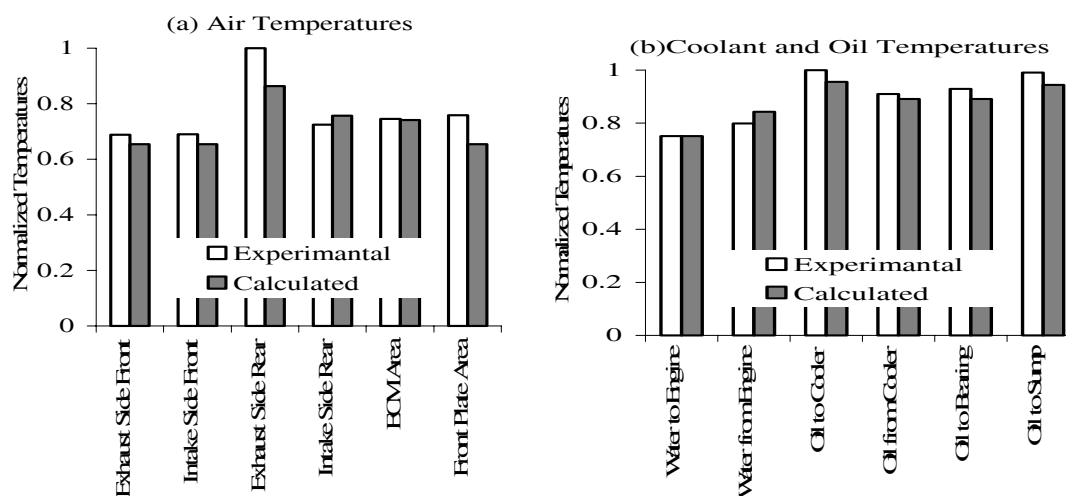 (a) Air Temperatures
Normalized Temperatures
1
0.8
0.6
0.4
0.2
0
Experimantal
Calculated
Exhaust Side Front
Intake Side Front
Exhaust Side Rear
Intake Side Rear
ECM Area
Front Plate Area
(b)Coolant and Oil Temperatures
Normalized Temperatures
1
0.8
0.6
0.4
0.2
0
Experimantal
Calculated
Water to Engine
Water from Engine
Oil to Cooler
Oil from Cooler
Oil to Bearing
Oil to Sump